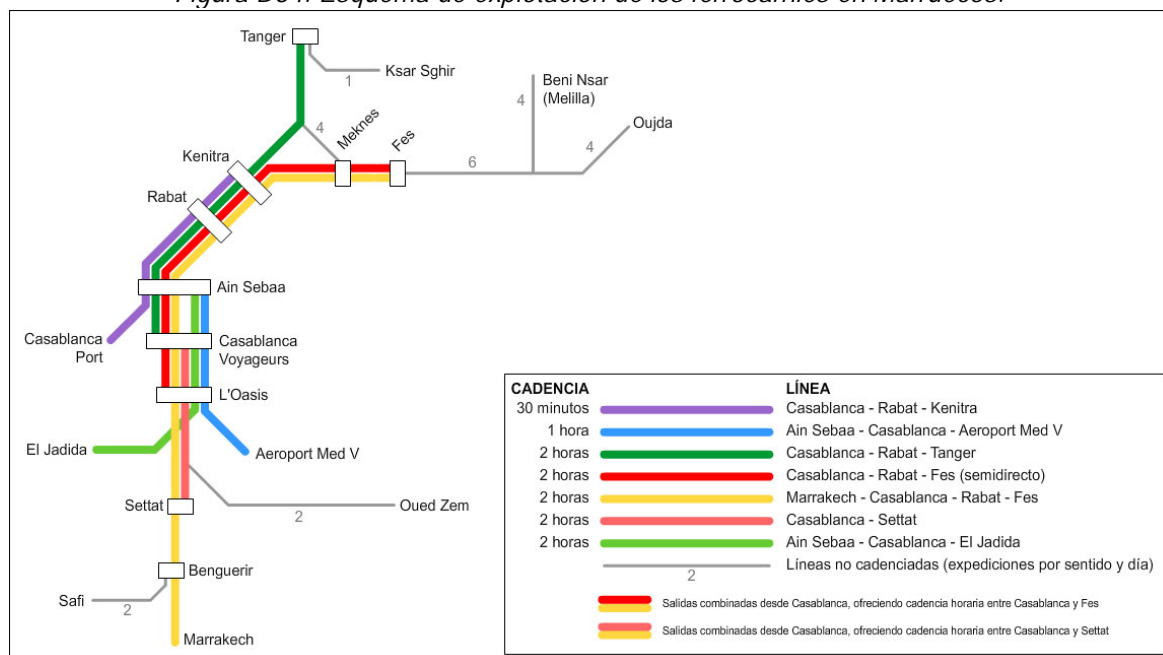 Tanger
Ksar Sghir
1
Beni Nsar
(Melilla)
4
Oujda
4
4
Meknes
Fes
6
Kenitra
Rabat
Ain Sebaa
Casablanca
Port
Casablanca
Voyageurs
L'Oasis
El Jadida
Aeroport Med V
Settat
Oued Zem
2
Benguerir
Safi
2
Marrakech
CADENCIA LÍNEA
30 minutos Casablanca - Rabat - Kenitra
1 hora Ain Sebaa - Casablanca - Aeroport Med V
2 horas Casablanca - Rabat - Tanger
2 horas Casablanca - Rabat - Fes (semidirecto)
2 horas Marrakech - Casablanca - Rabat - Fes
2 horas Casablanca - Settat
2 horas Ain Sebaa - Casablanca - El Jadida
2 Líneas no cadenciadas (expediciones por sentido y día)
Salidas combinadas desde Casablanca, ofreciendo cadencia horaria entre Casablanca y Fes
Salidas combinadas desde Casablanca, ofreciendo cadencia horaria entre Casablanca y Settat